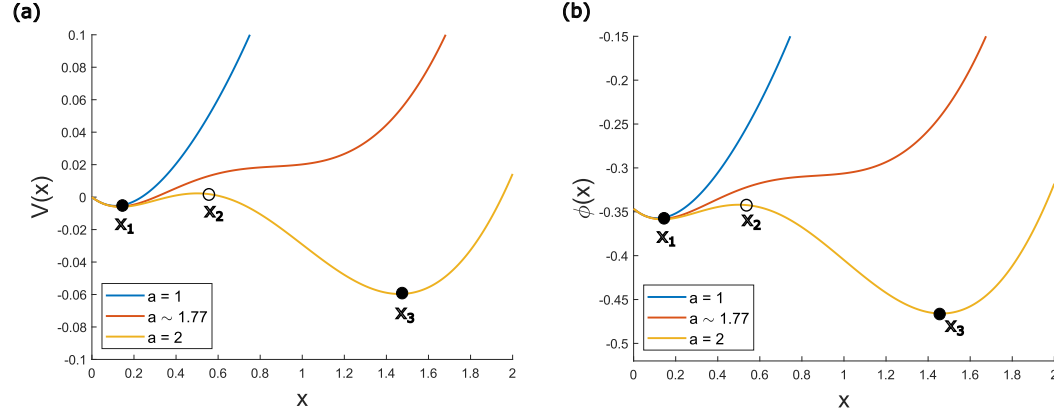 (a)
V(x)
0.1
0.08
0.06
0.04
0.02
0
-0.02
-0.04
-0.06
-0.08
-0.1
x1
x2
x3
a = 1
a ∼ 1.77
a = 2
0 0.2 0.4 0.6 0.8 1 1.2 1.4 1.6 1.8 2
x
(b)
ϕ(x)
-0.15
-0.2
-0.25
-0.3
-0.35
-0.4
-0.45
-0.5
x1
x2
x3
a = 1
a ∼ 1.77
a = 2
0 0.2 0.4 0.6 0.8 1 1.2 1.4 1.6 1.8 2
x